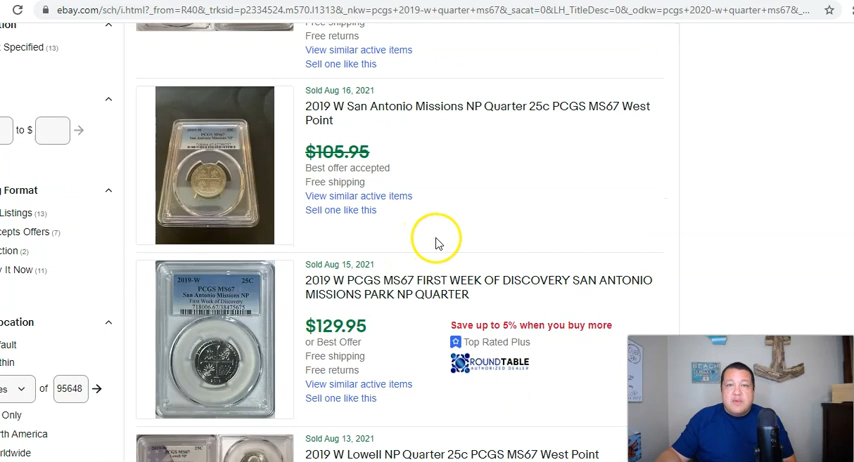 ebay.com/sch/i.html?_from=R40&_trksid=p2334524.m570.l1313&_nkw=pcgs+2019-w+quarter+ms67&_sacat=0&LH_TitleDesc=0&_odkw=pcgs+2020-w+quarter+ms67&_...
Free shipping
Free returns
View similar active items
Sell one like this
t Specified (13)
to $
g Format
Listings (13)
cepts Offers (7)
ction (2)
y It Now (11)
ocation
fault
thin
es
of
95648
Only
rth America
rldwide
Sold Aug 16, 2021
2019 W San Antonio Missions NP Quarter 25c PCGS MS67 West
Point
$105.95
Best offer accepted
Free shipping
View similar active items
Sell one like this
Sold Aug 15, 2021
2019 W PCGS MS67 FIRST WEEK OF DISCOVERY SAN ANTONIO
MISSIONS PARK NP QUARTER
$129.95
or Best Offer
Free shipping
Free returns
View similar active items
Sell one like this
Save up to 5% when you buy more
Top Rated Plus
ROUNDTABLE
AUTHORIZED DEALER
2019-W 25C
PCGS MS67
San Antonio Missions NP
First Week of Discovery
718006.67/38475675
Sold Aug 13, 2021
2019 W Lowell NP Quarter 25c PCGS MS67 West Point